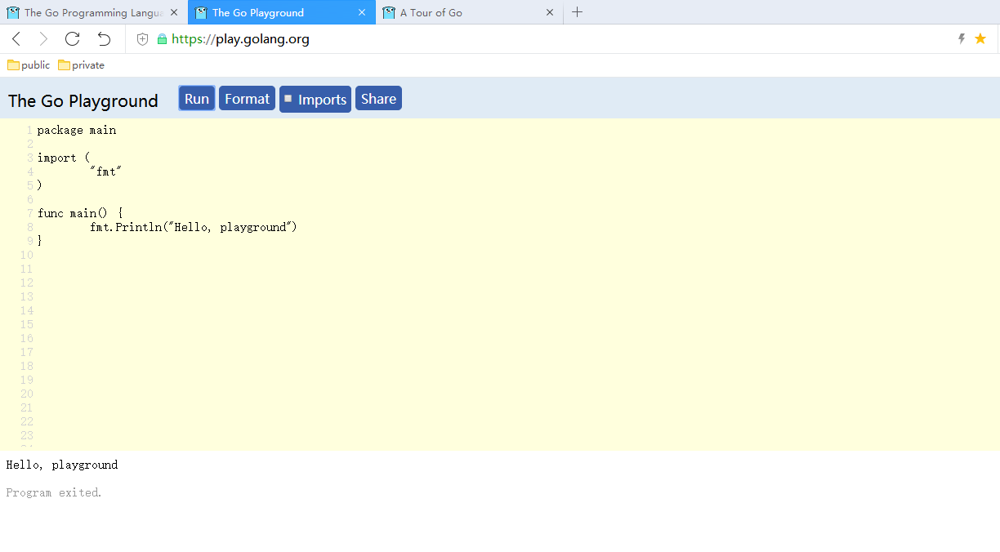 The Go Programming Langua
The Go Playground
A Tour of Go
https://play.golang.org
public private
The Go Playground Run Format Imports Share
1 package main
2
3 import (
4 "fmt"
5 )
6
7 func main() {
8 fmt.Println("Hello, playground")
9 }
10
11
12
13
14
15
16
17
18
19
20
21
22
23
Hello, playground
Program exited.